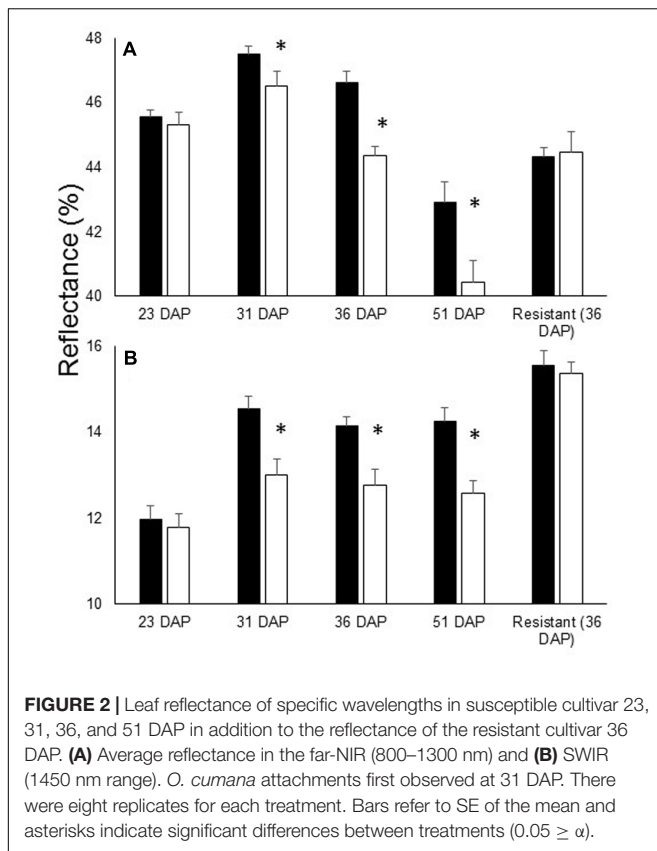 A
48
46
44
42
40
Reflectance (%)
*
*
*
23 DAP
31 DAP
36 DAP
51 DAP
Resistant (36 DAP)
B
16
14
12
10
*
*
*
23 DAP
31 DAP
36 DAP
51 DAP
Resistant (36 DAP)
FIGURE 2 | Leaf reflectance of specific wavelengths in susceptible cultivar 23,
31, 36, and 51 DAP in addition to the reflectance of the resistant cultivar 36
DAP. (A) Average reflectance in the far-NIR (800–1300 nm) and (B) SWIR
(1450 nm range). O. cumana attachments first observed at 31 DAP. There
were eight replicates for each treatment. Bars refer to SE of the mean and
asterisks indicate significant differences between treatments (0.05 ≥ α).